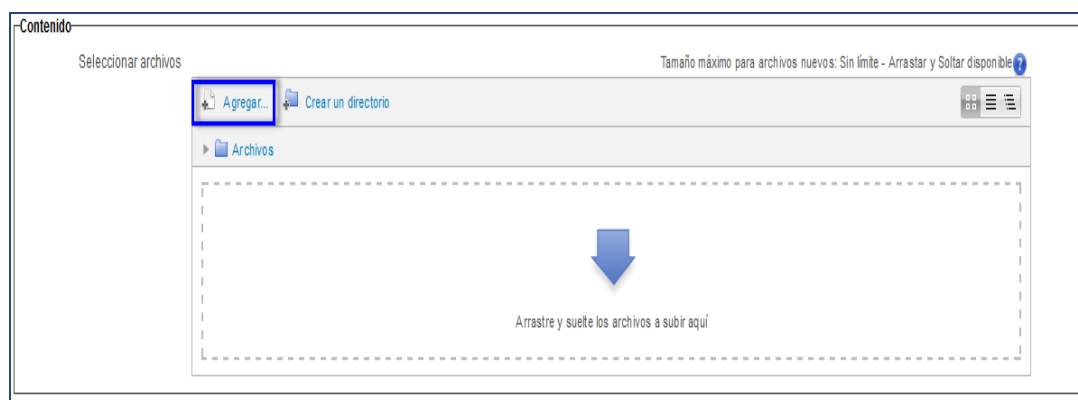 Contenido
Seleccionar archivos
Tamaño máximo para archivos nuevos: Sin límite - Arrastar y Soltar disponible ?
Agregar... Crear un directorio
Archivos
Arrastre y suelte los archivos a subir aquí